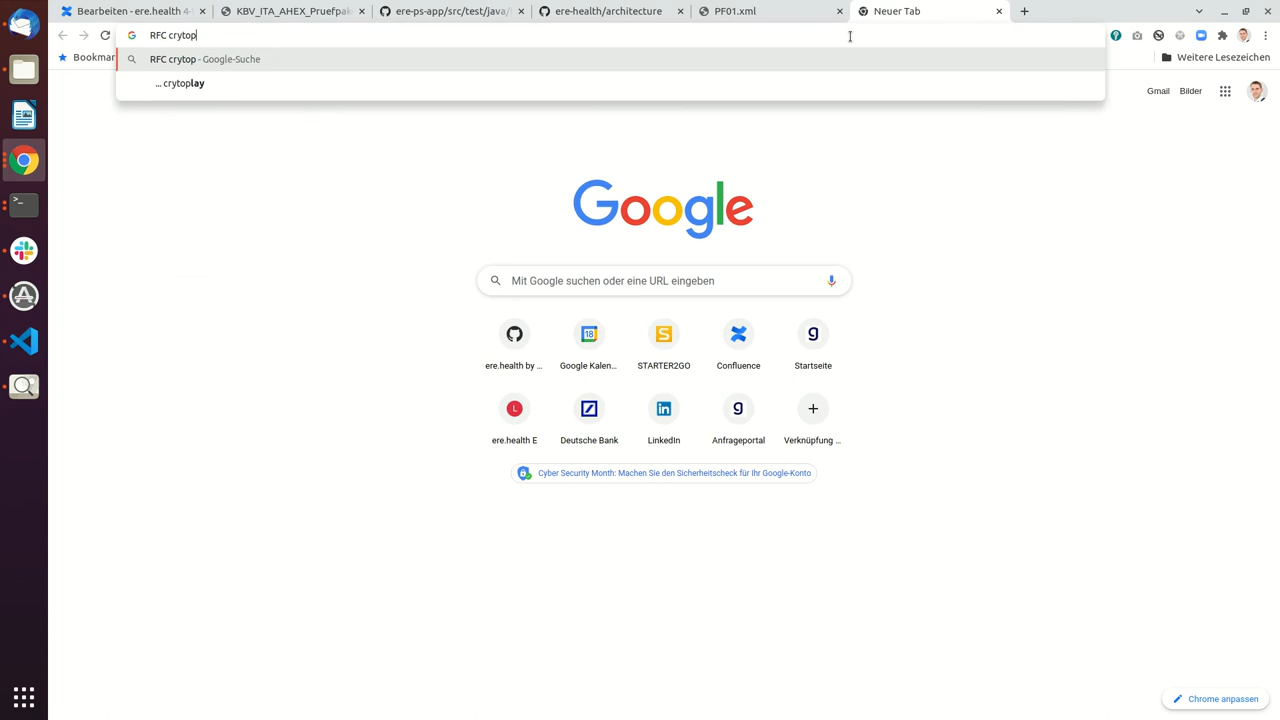 Bearbeiten - ere.health 4-
KBV_ITA_AHEX_Pruefpak
ere-ps-app/src/test/java/
ere-health/architecture
PF01.xml
Neuer Tab
RFC crytop
RFC crytop - Google-Suche
... crytoplay
Bookmar
Weitere Lesezeichen
Gmail
Bilder
Google
Mit Google suchen oder eine URL eingeben
18
S
g
ere.health by ...
Google Kalen...
STARTER2GO
Confluence
Startseite
L
in
g
ere.health E
Deutsche Bank
LinkedIn
Anfrageportal
Verknüpfung ...
Cyber Security Month: Machen Sie den Sicherheitscheck für Ihr Google-Konto
Chrome anpassen